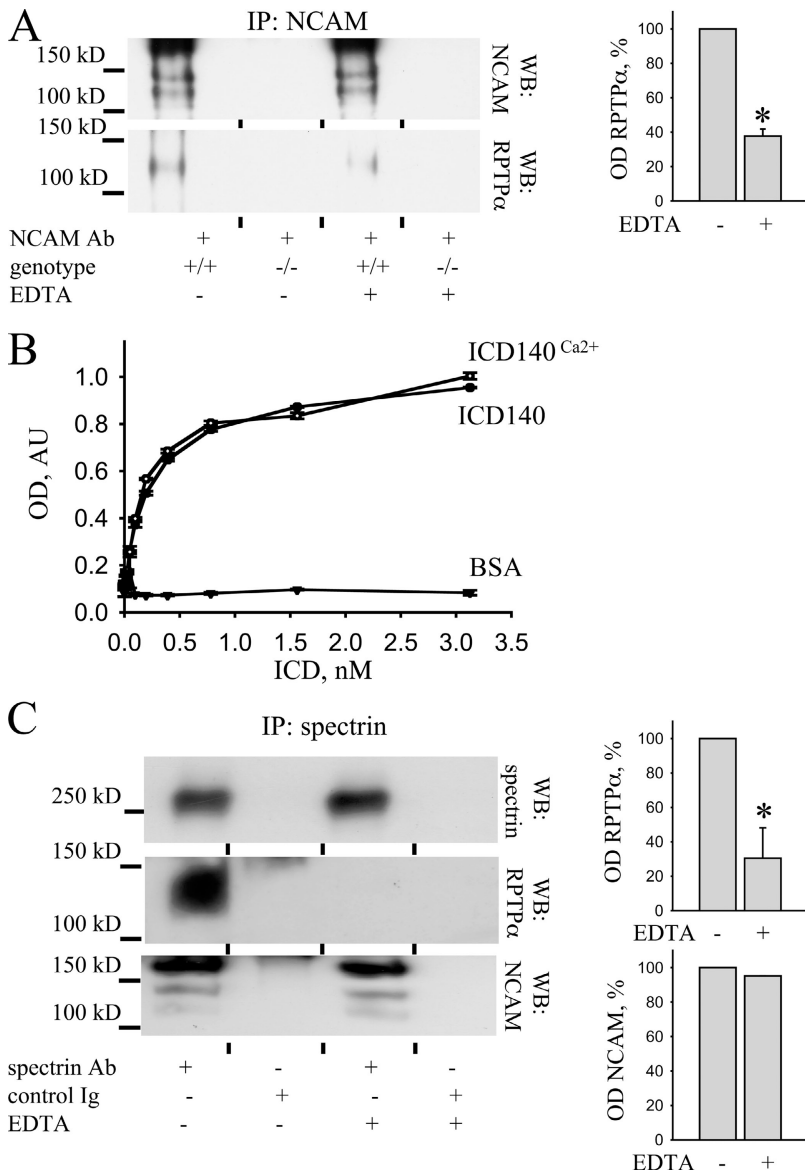 A
IP: NCAM
150 kD
100 kD
WB:
NCAM
150 kD
100 kD
WB:
RPTPα
NCAM Ab + + + +
genotype +/+ -/- +/+ -/-
EDTA - - + +
OD RPTPα, %
100
80
60
40
20
0
*
EDTA - +
B
OD, AU
1.0
0.8
0.6
0.4
0.2
0.0
ICD140 Ca2+
ICD140
BSA
0.0 0.5 1.0 1.5 2.0 2.5 3.0 3.5
ICD, nM
C
IP: spectrin
250 kD
WB:
spectrin
150 kD
100 kD
WB:
RPTPα
150 kD
100 kD
WB:
NCAM
spectrin Ab + - + -
control Ig - + - +
EDTA - - + +
OD RPTPα, %
100
80
60
40
20
0
*
EDTA - +
OD NCAM, %
100
80
60
40
20
0
EDTA - +